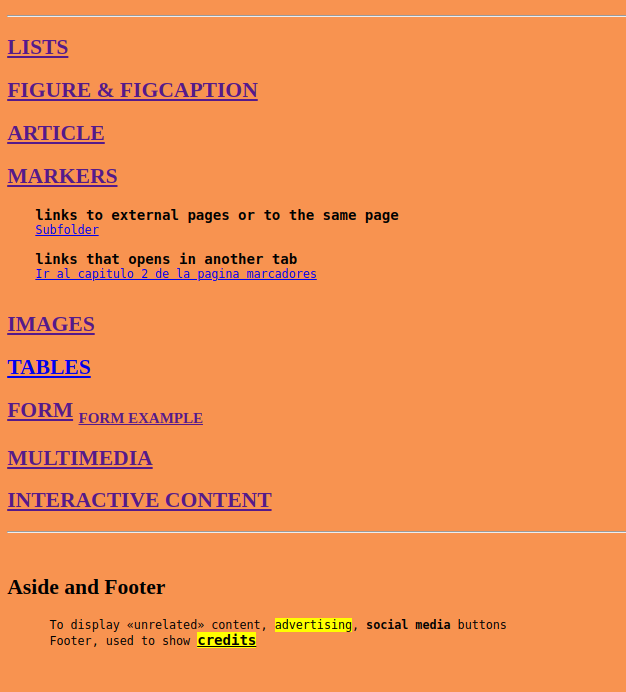 LISTS
FIGURE & FIGCAPTION
ARTICLE
MARKERS
links to external pages or to the same page
Subfolder
links that opens in another tab
Ir al capitulo 2 de la pagina marcadores
IMAGES
TABLES
FORM FORM EXAMPLE
MULTIMEDIA
INTERACTIVE CONTENT
Aside and Footer
To display «unrelated» content, advertising, social media buttons
Footer, used to show credits